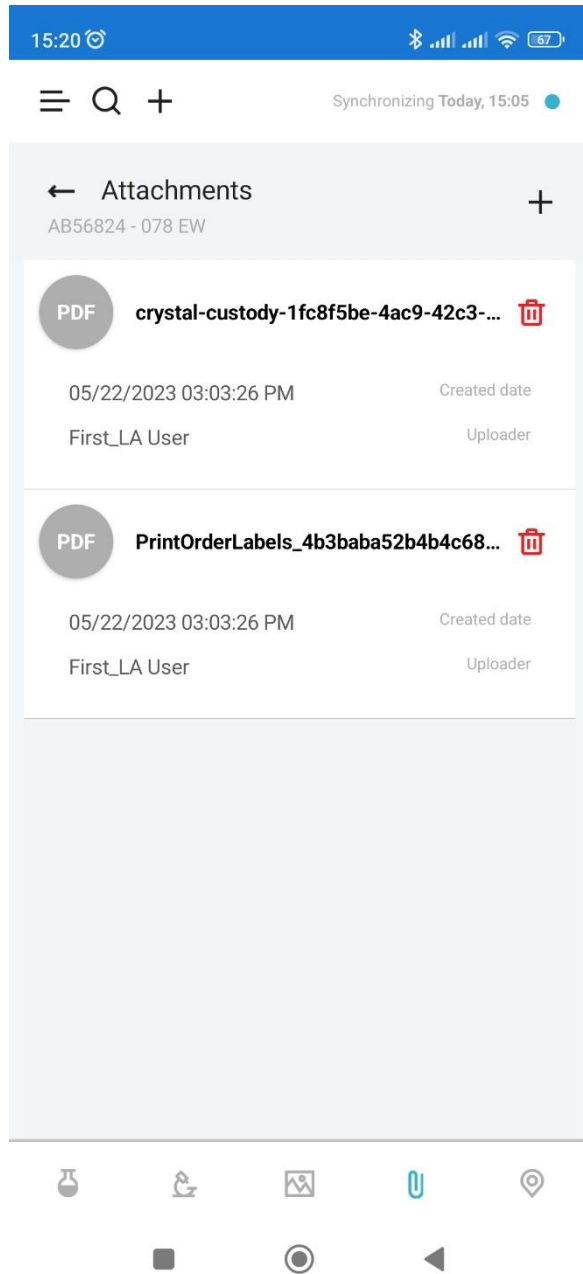 15:20
67
Synchronizing Today, 15:05
Attachments
AB56824 - 078 EW
PDF crystal-custody-1fc8f5be-4ac9-42c3-...
05/22/2023 03:03:26 PM Created date
First_LA User Uploader
PDF PrintOrderLabels_4b3baba52b4b4c68...
05/22/2023 03:03:26 PM Created date
First_LA User Uploader